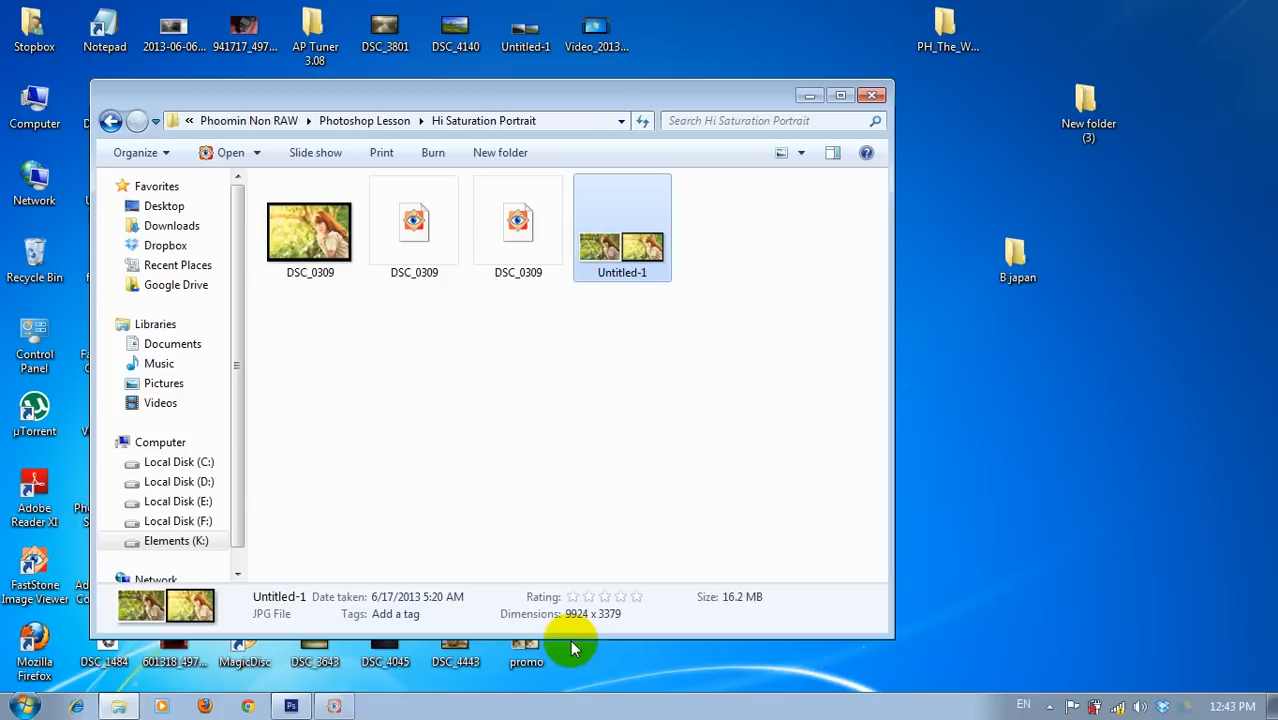 Stopbox
Notepad
2013-06-06...
941717_497...
AP Tuner
3.08
DSC_3801
DSC_4140
Untitled-1
Video_2013...
PH_The_W...
Computer
Network
Recycle Bin
Control
Panel
µTorrent
Adobe
Reader XI
FastStone
Image Viewer
Mozilla
Firefox
New folder
(3)
B japan
« Phoomin Non RAW Photoshop Lesson Hi Saturation Portrait
Search Hi Saturation Portrait
Organize Open Slide show Print Burn New folder
Favorites
Desktop
Downloads
Dropbox
Recent Places
Google Drive
Libraries
Documents
Music
Pictures
Videos
Computer
Local Disk (C:)
Local Disk (D:)
Local Disk (E:)
Local Disk (F:)
Elements (K:)
Network
DSC_0309
DSC_0309
DSC_0309
Untitled-1
Untitled-1 Date taken: 6/17/2013 5:20 AM Rating: Size: 16.2 MB
JPG File Tags: Add a tag Dimensions: 9924 x 3379
DSC_1484
601318_497...
MagicDisc
DSC_3643
DSC_4045
DSC_4443
promo
Ps
EN
12:43 PM